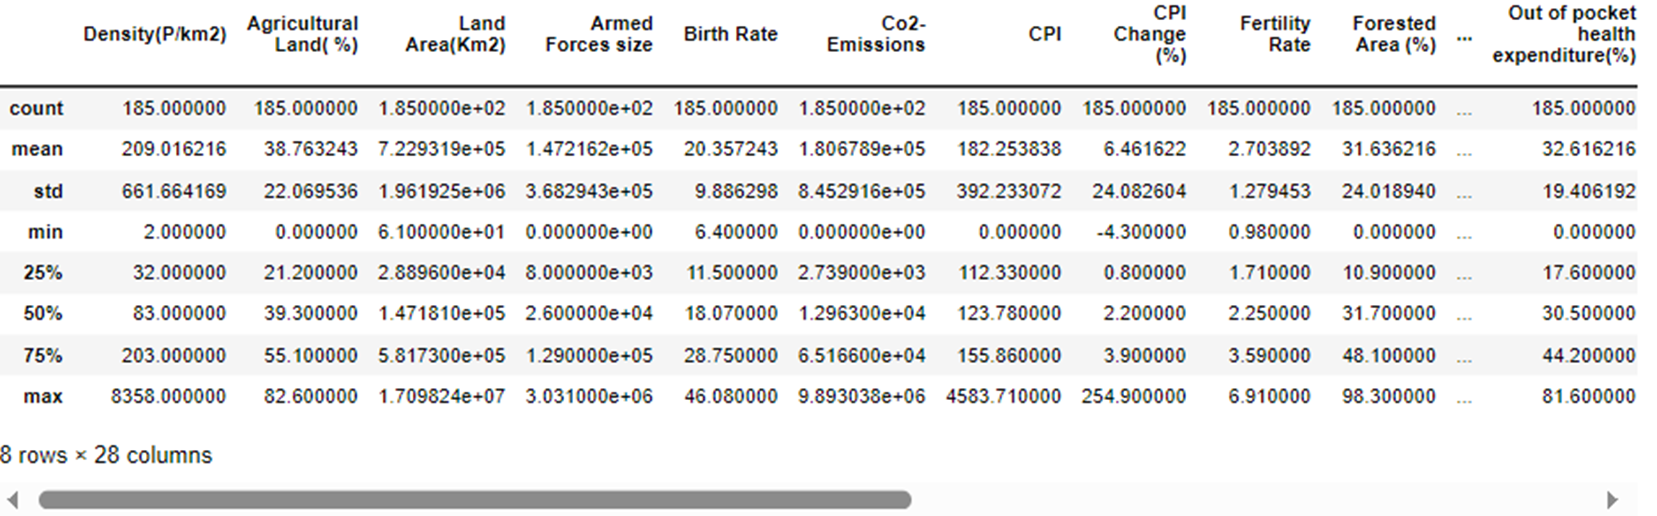 Density(P/km2) Agricultural Land( %) Land Area(Km2) Armed Forces size Birth Rate Co2-Emissions CPI CPI Change (%) Fertility Rate Forested Area (%) ... Out of pocket health expenditure(%)
count 185.000000 185.000000 1.850000e+02 1.850000e+02 185.000000 1.850000e+02 185.000000 185.000000 185.000000 185.000000 ... 185.000000
mean 209.016216 38.763243 7.229319e+05 1.472162e+05 20.357243 1.806789e+05 182.253838 6.461622 2.703892 31.636216 ... 32.616216
std 661.664169 22.069536 1.961925e+06 3.682943e+05 9.886298 8.452916e+05 392.233072 24.082604 1.279453 24.018940 ... 19.406192
min 2.000000 0.000000 6.100000e+01 0.000000e+00 6.400000 0.000000e+00 0.000000 -4.300000 0.980000 0.000000 ... 0.000000
25% 32.000000 21.200000 2.889600e+04 8.000000e+03 11.500000 2.739000e+03 112.330000 0.800000 1.710000 10.900000 ... 17.600000
50% 83.000000 39.300000 1.471810e+05 2.600000e+04 18.070000 1.296300e+04 123.780000 2.200000 2.250000 31.700000 ... 30.500000
75% 203.000000 55.100000 5.817300e+05 1.290000e+05 28.750000 6.516600e+04 155.860000 3.900000 3.590000 48.100000 ... 44.200000
max 8358.000000 82.600000 1.709824e+07 3.031000e+06 46.080000 9.893038e+06 4583.710000 254.900000 6.910000 98.300000 ... 81.600000
8 rows × 28 columns